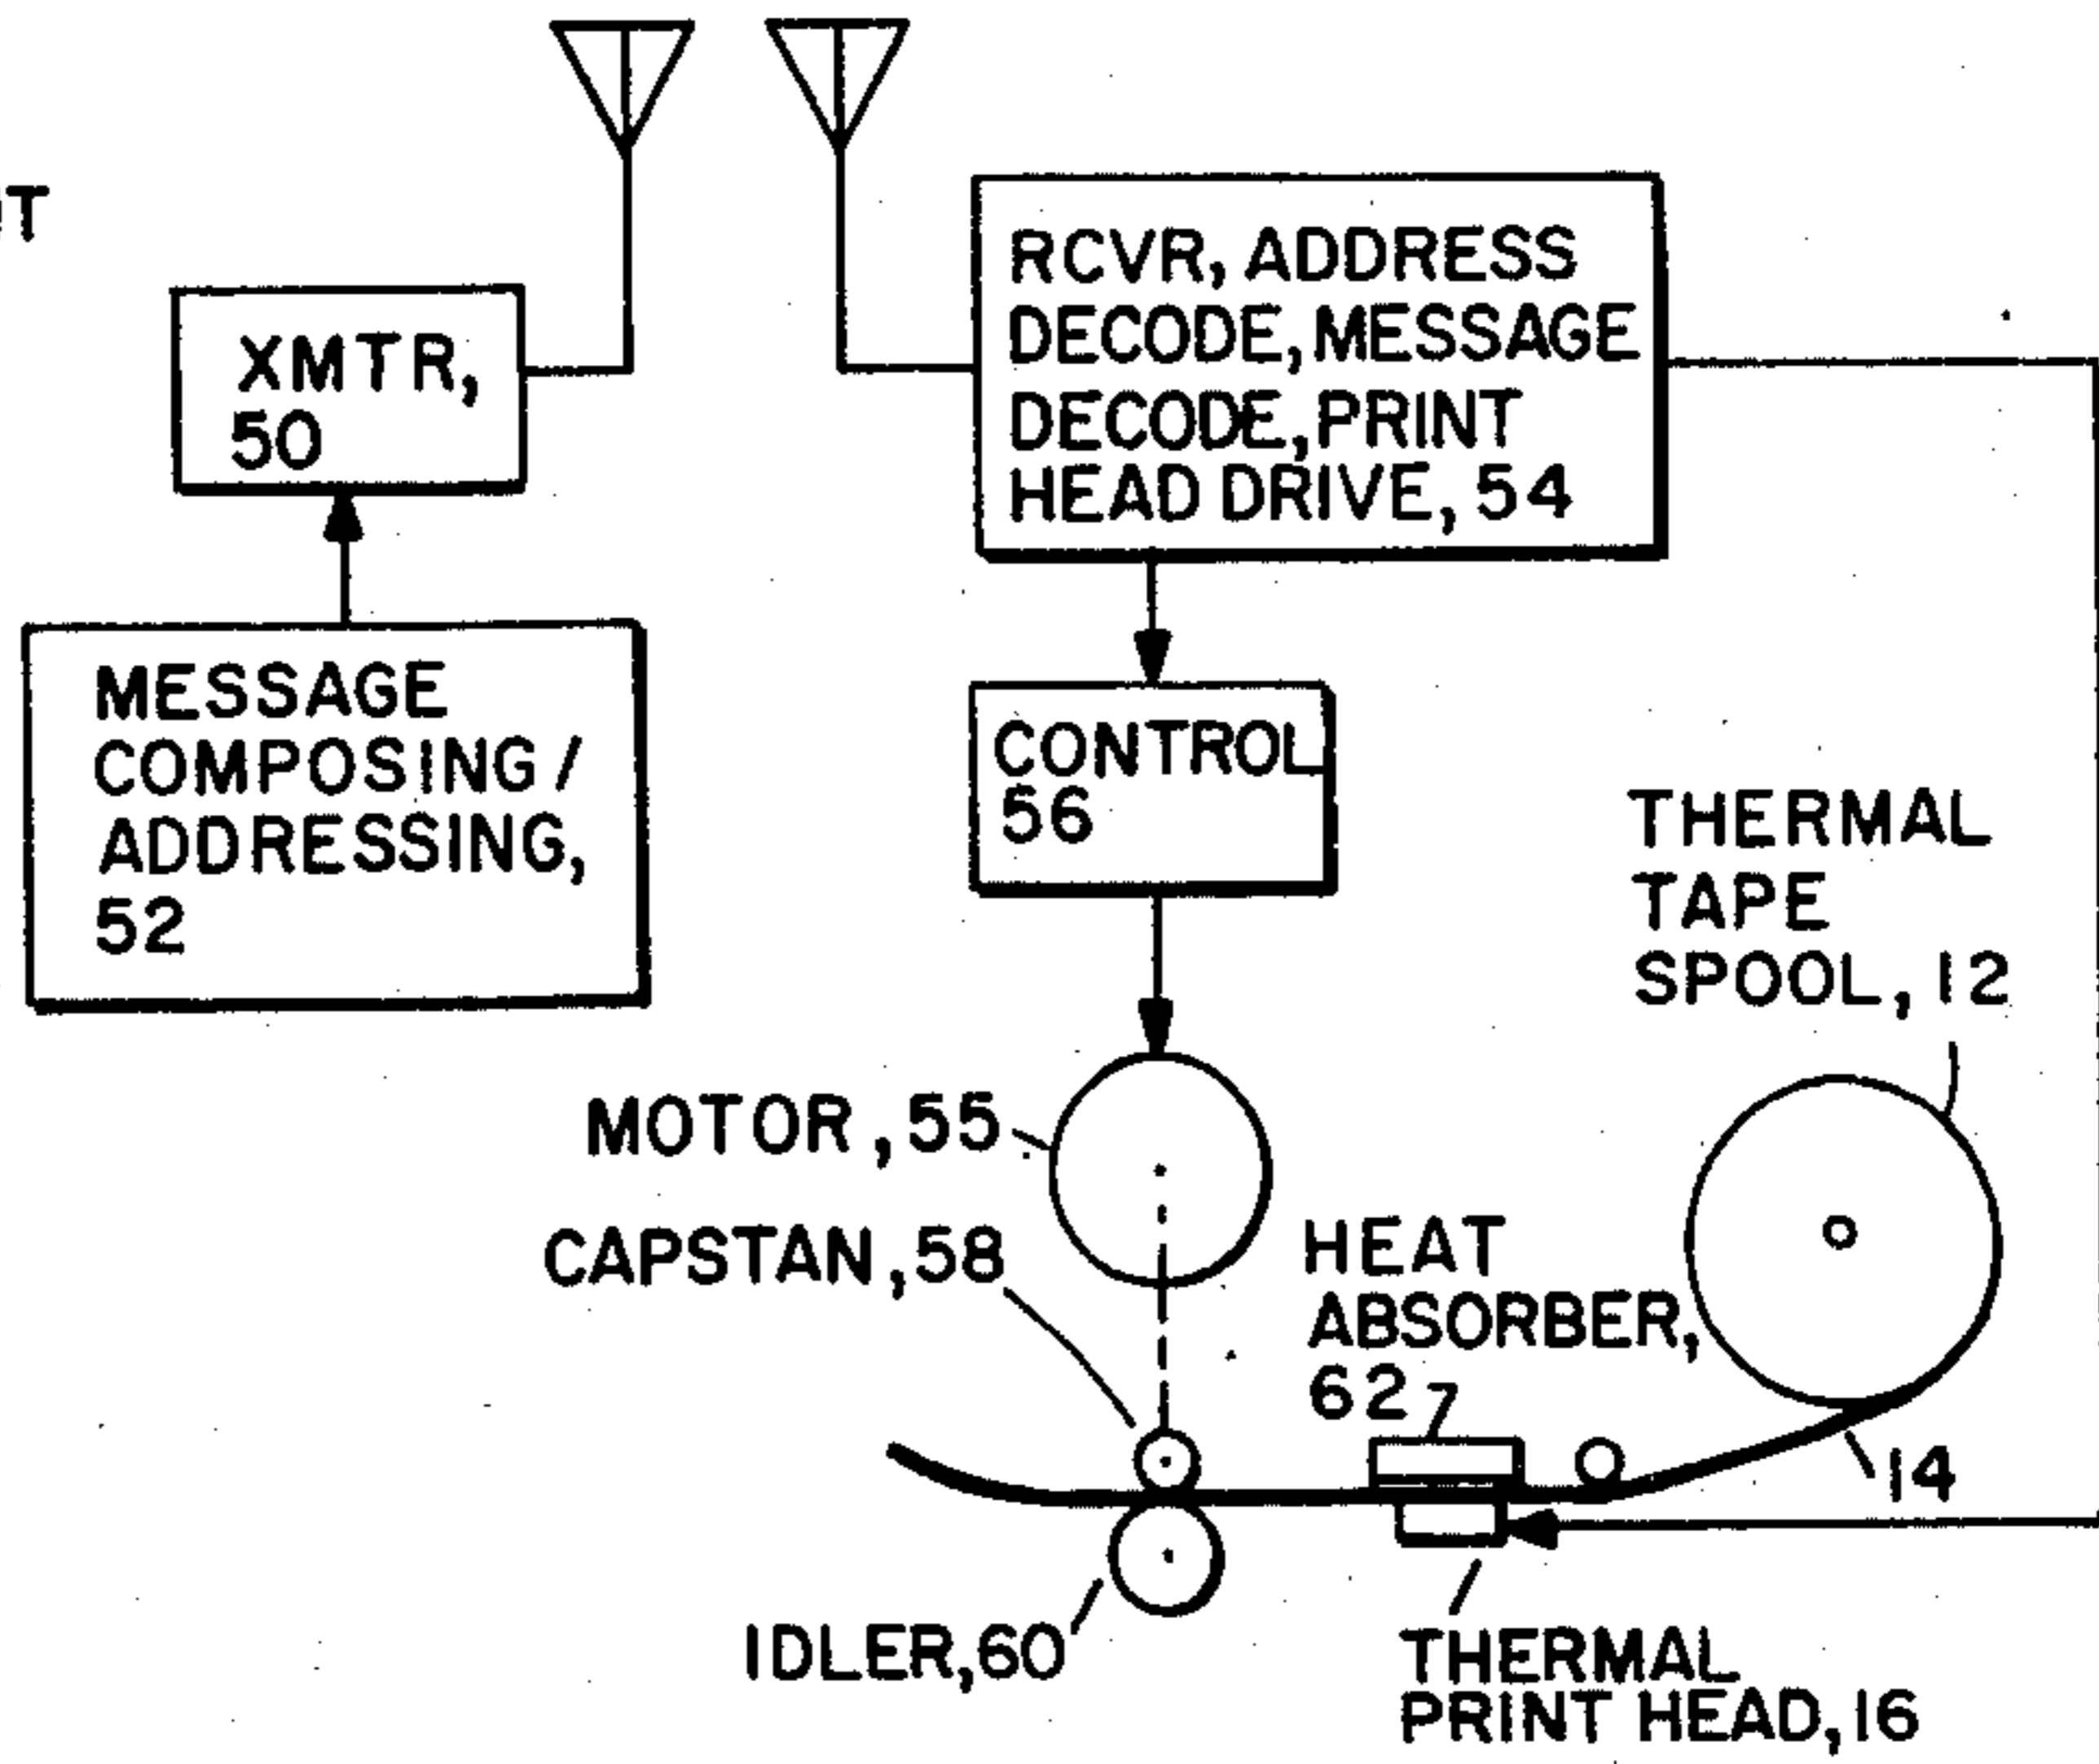 XMTR,
50
RCVR, ADDRESS
DECODE, MESSAGE
DECODE, PRINT
HEAD DRIVE, 54
MESSAGE
COMPOSING/
ADDRESSING,
52
CONTROL
56
THERMAL
TAPE
SPOOL, 12
MOTOR, 55
CAPSTAN, 58
HEAT
ABSORBER,
62
14
IDLER, 60
THERMAL
PRINT HEAD, 16